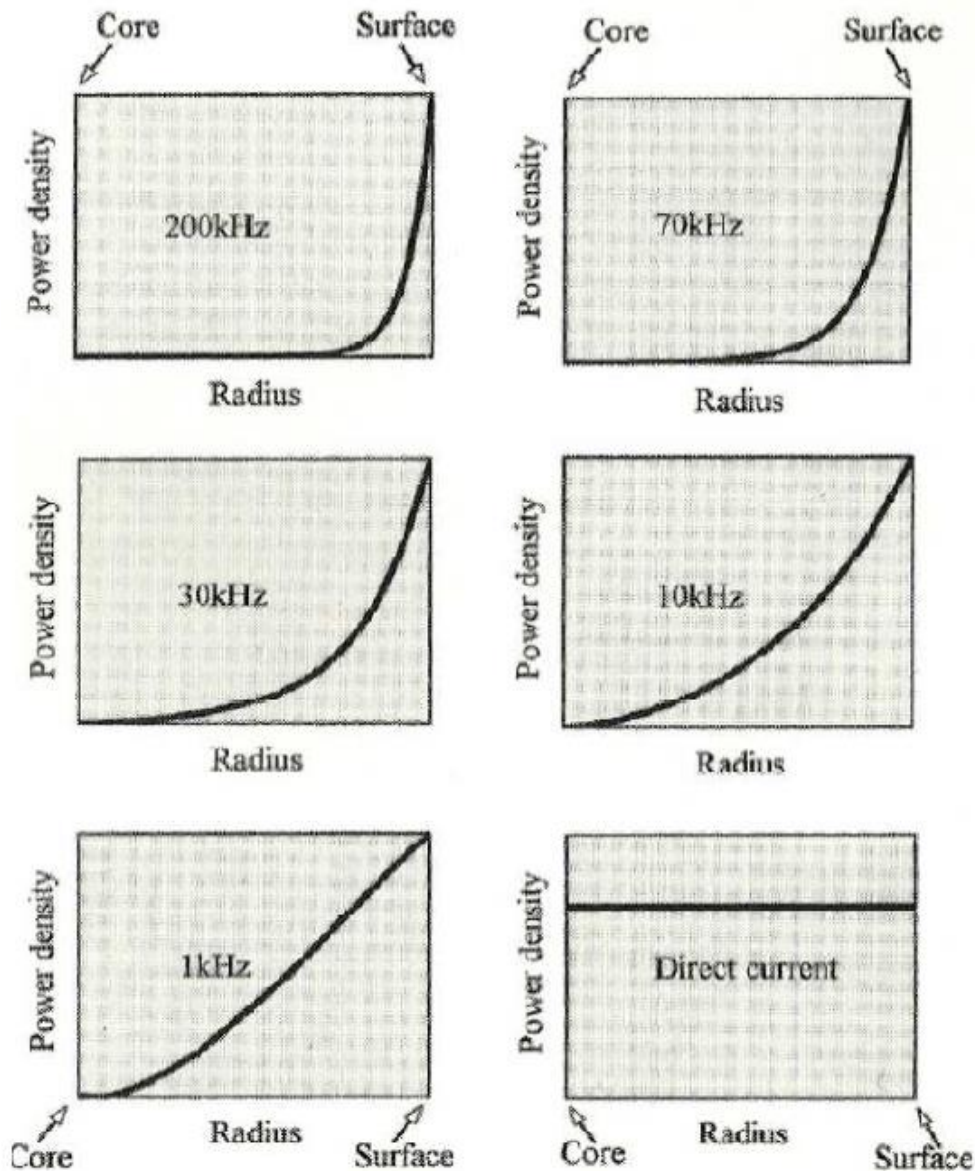 Core Surface
Core Surface
Power density
200kHz
Radius
Power density
70kHz
Radius
Power density
30kHz
Radius
Power density
10kHz
Radius
Power density
1kHz
Radius
Core Surface
Power density
Direct current
Radius
Core Surface